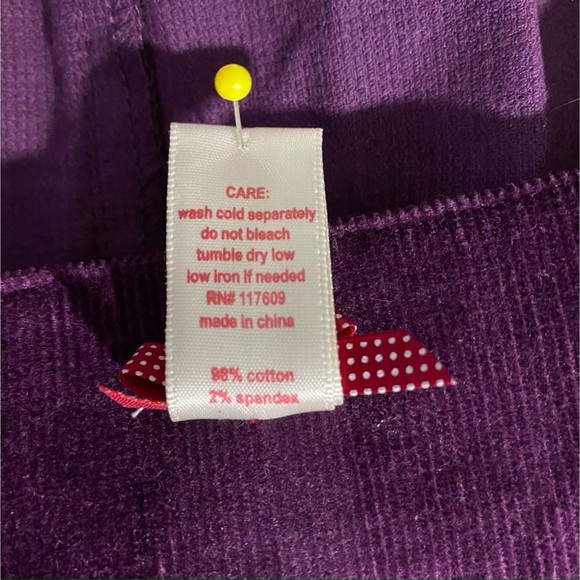 CARE:
wash cold separately
do not bleach
tumble dry low
low iron if needed
RN# 117609
made in china
98% cotton
2% spandex